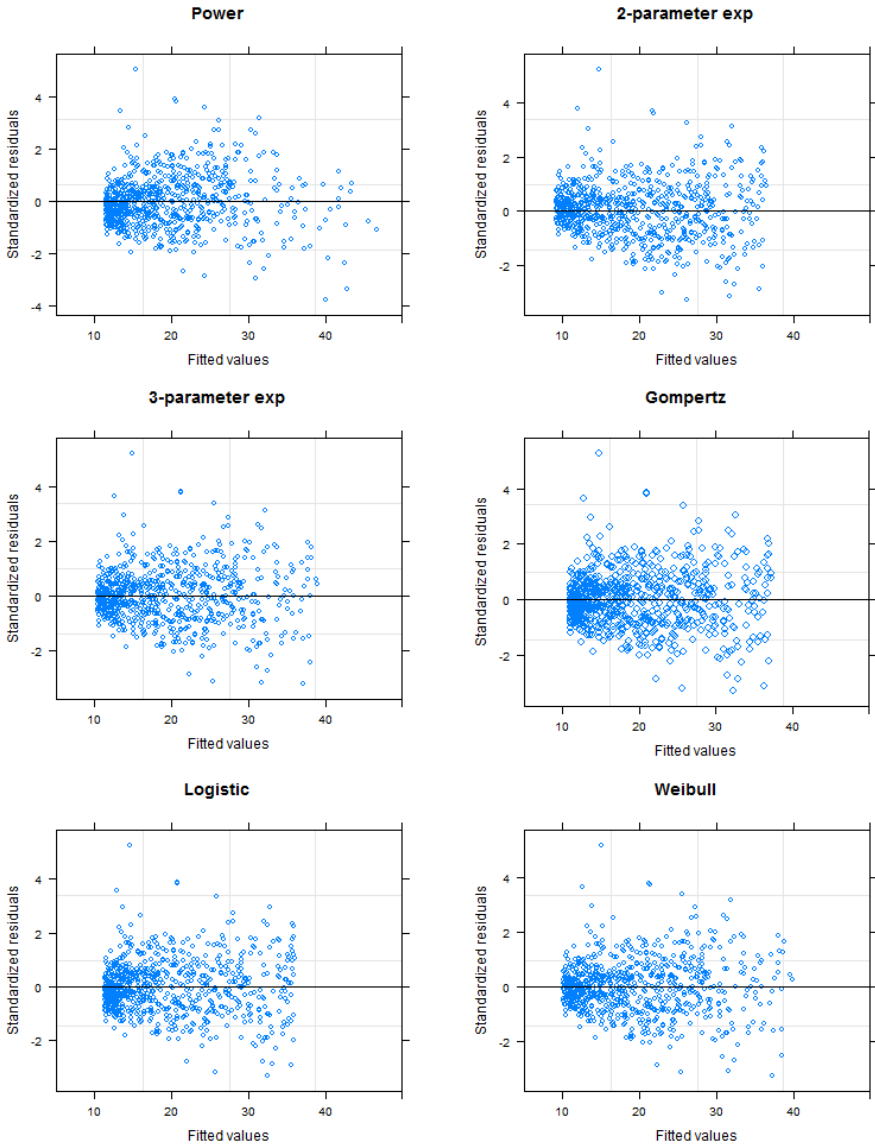 Power
2-parameter exp
Standardized residuals
4
2
0
-2
-4
10 20 30 40
Fitted values
Standardized residuals
4
2
0
-2
10 20 30 40
Fitted values
3-parameter exp
Gompertz
Standardized residuals
4
2
0
-2
10 20 30 40
Fitted values
Standardized residuals
4
2
0
-2
10 20 30 40
Fitted values
Logistic
Weibull
Standardized residuals
4
2
0
-2
10 20 30 40
Fitted values
Standardized residuals
4
2
0
-2
10 20 30 40
Fitted values